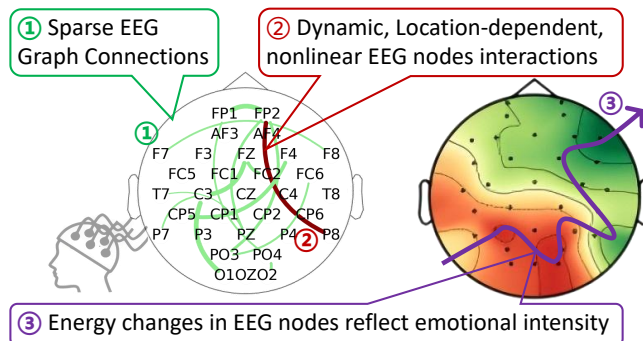 ① Sparse EEG
Graph Connections
② Dynamic, Location-dependent,
nonlinear EEG nodes interactions
③
FP1 FP2
①
AF3 AF4
F7 F3 FZ F4 F8
FC5 FC1 FC2 FC6
T7 C3 CZ C4 T8
CP5 CP1 CP2 CP6
P7 P3 PZ P4 ② P8
PO3 PO4
O1OZO2
③ Energy changes in EEG nodes reflect emotional intensity